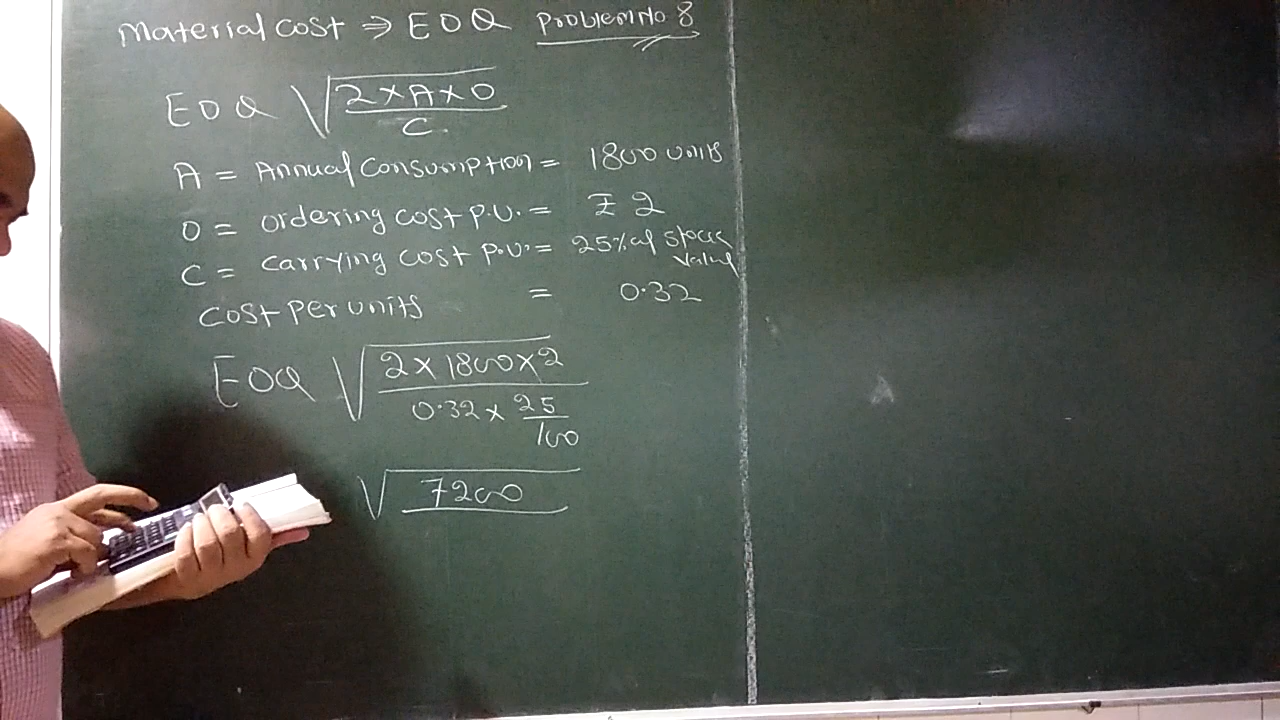 Material Cost ⇒ EOQ Problem No 8
EOQ √ 2×A×O
C
A = Annual Consumption = 1800 units
O = ordering cost p.u. = ₹ 2
C = carrying cost p.u. = 25% of stock
value
Cost per units = 0.32
EOQ √ 2 × 1800 × 2
0.32 × 25
100
√ 7200